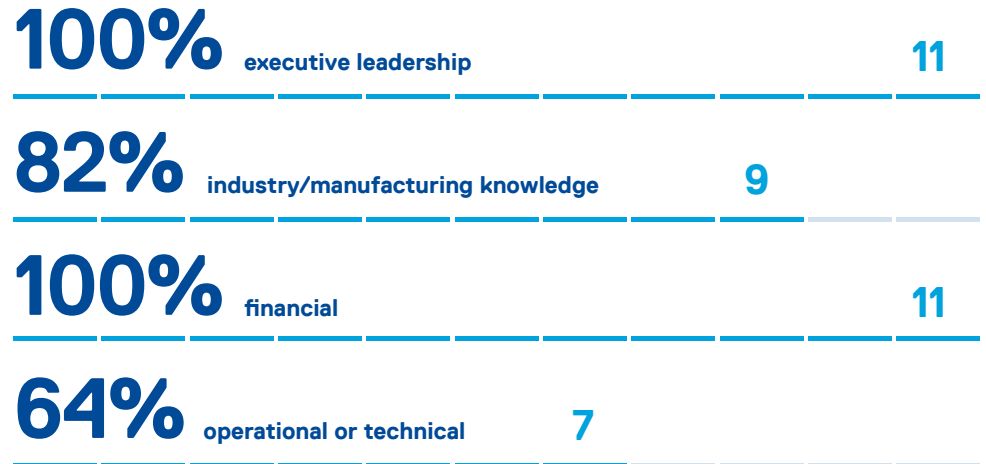 100% executive leadership 11
82% industry/manufacturing knowledge 9
100% financial 11
64% operational or technical 7